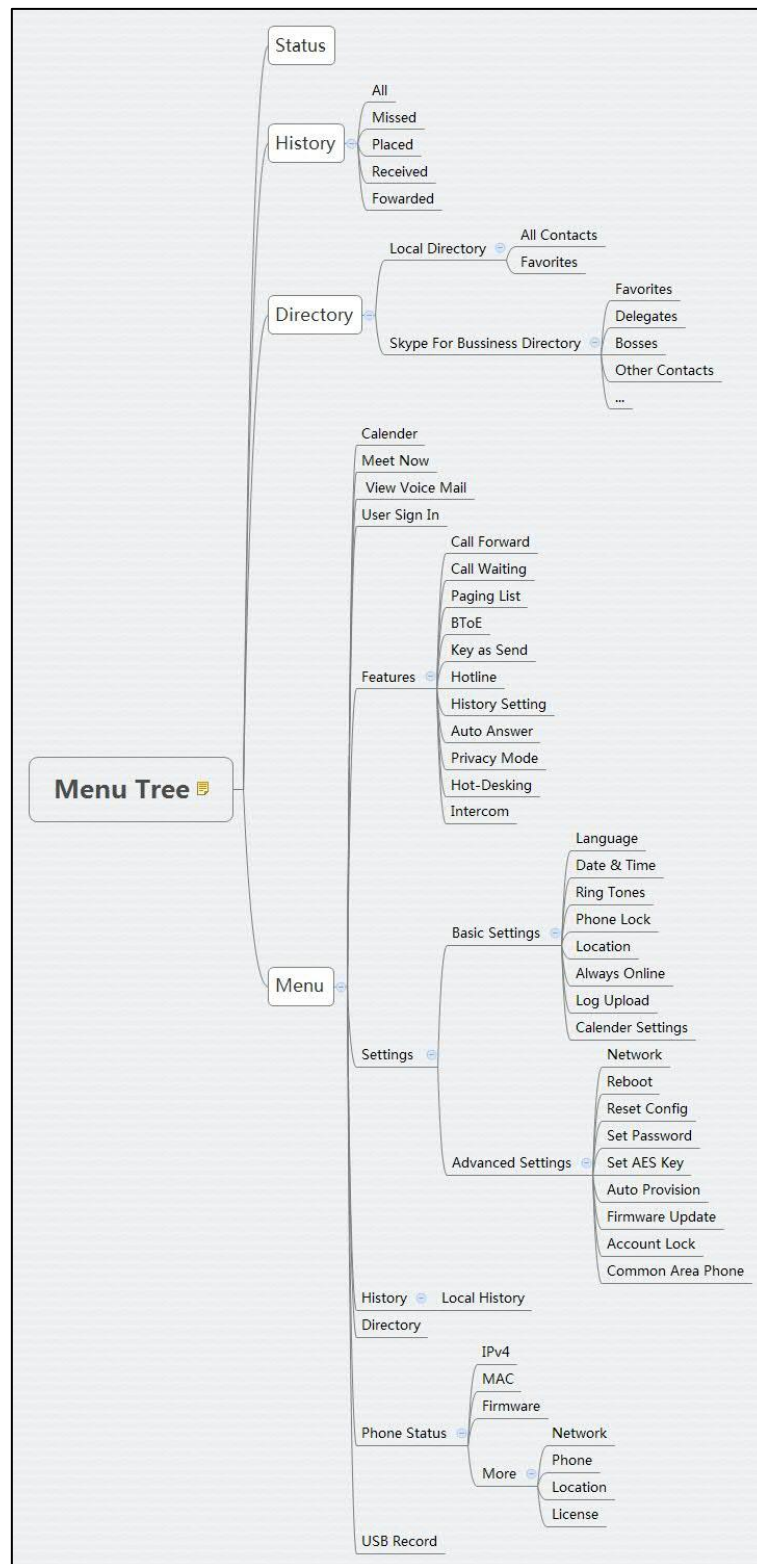 Status
History
All
Missed
Placed
Received
Fowarded
Directory
Local Directory
All Contacts
Favorites
Skype For Bussiness Directory
Favorites
Delegates
Bosses
Other Contacts
...
Menu Tree
Menu
Calender
Meet Now
View Voice Mail
User Sign In
Features
Call Forward
Call Waiting
Paging List
BToE
Key as Send
Hotline
History Setting
Auto Answer
Privacy Mode
Hot-Desking
Intercom
Settings
Basic Settings
Language
Date & Time
Ring Tones
Phone Lock
Location
Always Online
Log Upload
Calender Settings
Advanced Settings
Network
Reboot
Reset Config
Set Password
Set AES Key
Auto Provision
Firmware Update
Account Lock
Common Area Phone
History
Local History
Directory
Phone Status
IPv4
MAC
Firmware
More
Network
Phone
Location
License
USB Record